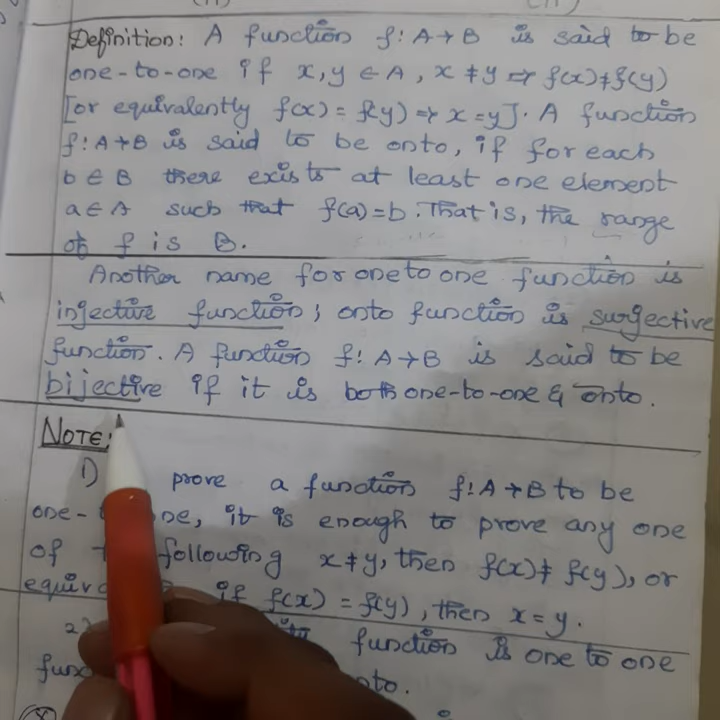 Definition: A function f: A→B is said to be
one-to-one if x,y ∈ A, x ≠ y ⇒ f(x) ≠ f(y)
[or equivalently f(x) = f(y) ⇒ x = y]. A function
f: A→B is said to be onto, if for each
b ∈ B there exists at least one element
a ∈ A such that f(a) = b. That is, the range
of f is B.
Another name for one to one function is
injective function; onto function is surjective
function. A function f: A→B is said to be
bijective if it is both one-to-one & onto.
NOTE:
1) prove a function f: A→B to be
one- ne, it is enough to prove any one
of following x ≠ y, then f(x) ≠ f(y), or
if f(x) = f(y), then x = y.
2) function is one to one